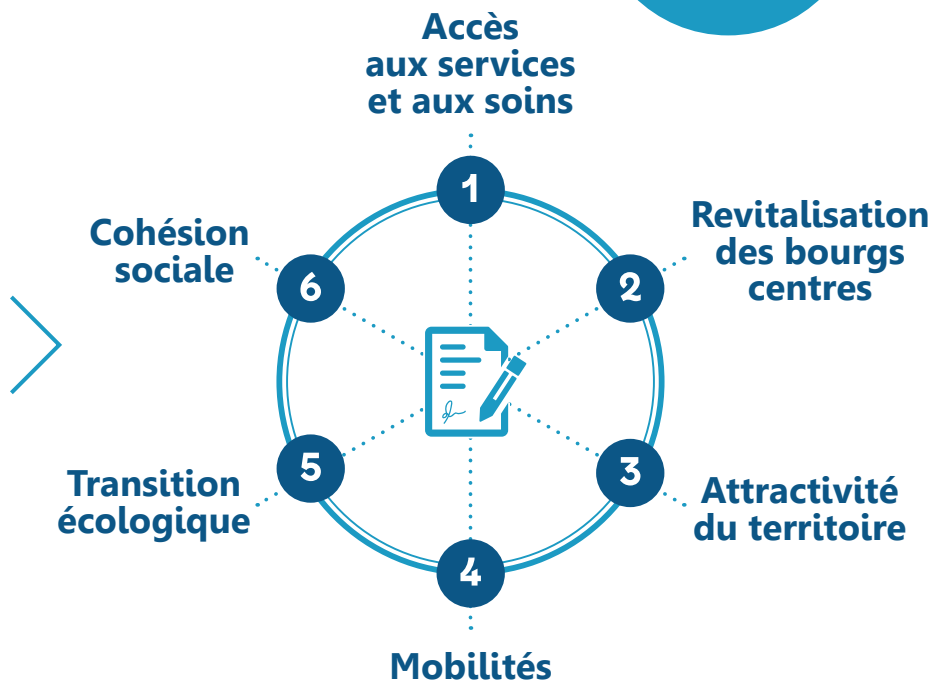 Accès
aux services
et aux soins
1
Revitalisation
des bourgs
centres
2
Attractivité
du territoire
3
4
Mobilités
5
Transition
écologique
6
Cohésion
sociale